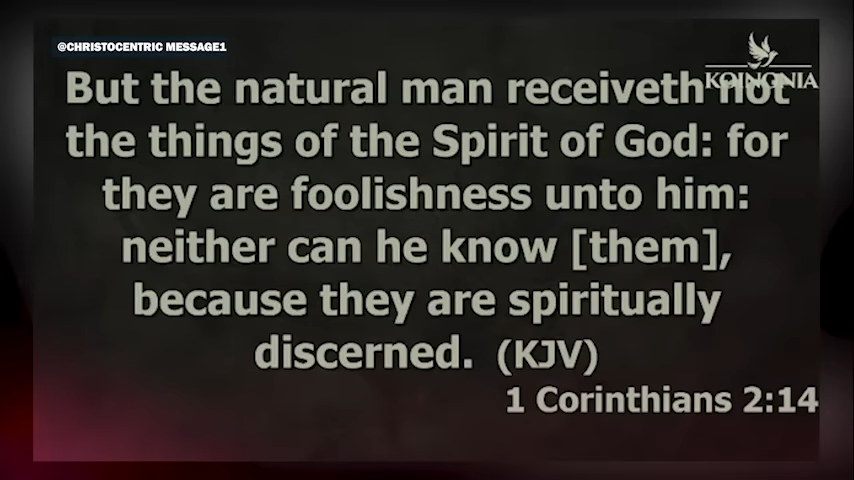 @CHRISTOCENTRIC MESSAGE1
KOINONIA
But the natural man receiveth not
the things of the Spirit of God: for
they are foolishness unto him:
neither can he know [them],
because they are spiritually
discerned. (KJV)
1 Corinthians 2:14